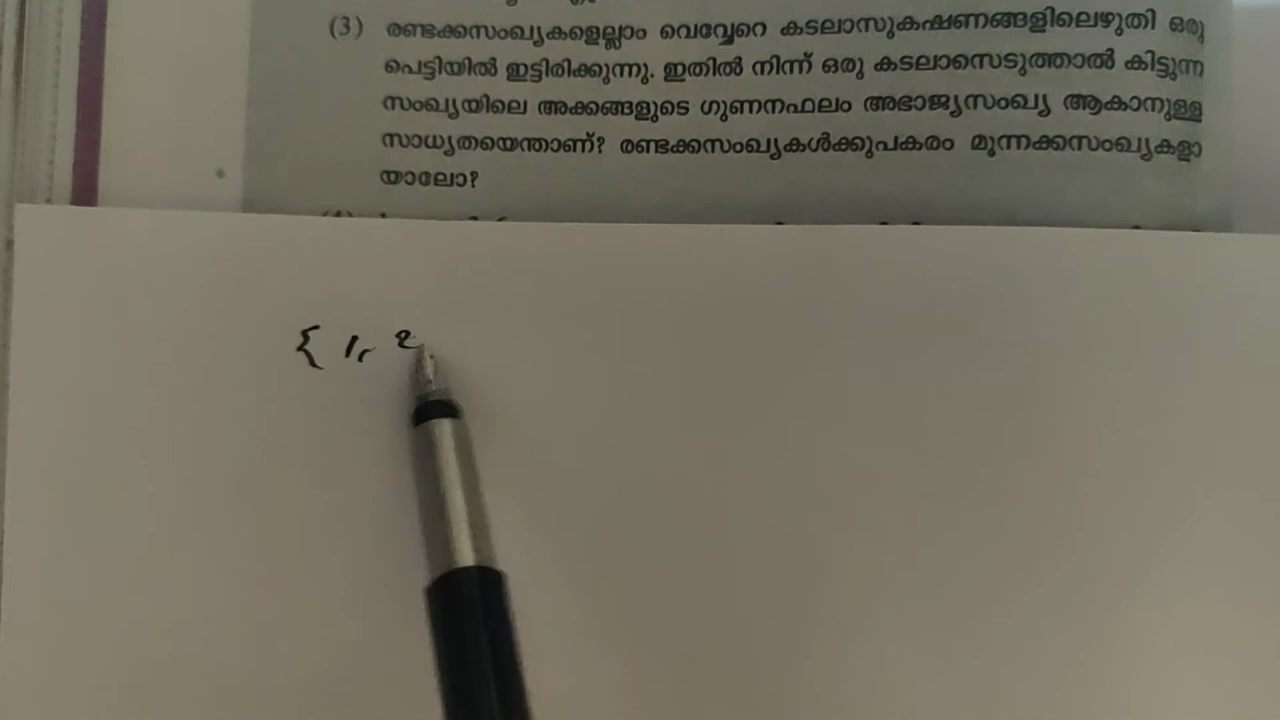 (3) രണ്ടക്കസംഖ്യകളെല്ലാം വെവ്വേറെ കടലാസുകഷണങ്ങളിലെഴുതി ഒരു
പെട്ടിയിൽ ഇട്ടിരിക്കുന്നു. ഇതിൽ നിന്ന് ഒരു കടലാസെടുത്താൽ കിട്ടുന്ന
സംഖ്യയിലെ അക്കങ്ങളുടെ ഗുണനഫലം അഭാജ്യസംഖ്യ ആകാനുള്ള
സാധ്യതയെന്താണ്? രണ്ടക്കസംഖ്യകൾക്കുപകരം മൂന്നക്കസംഖ്യകളാ
യാലോ?
{ 1, 2